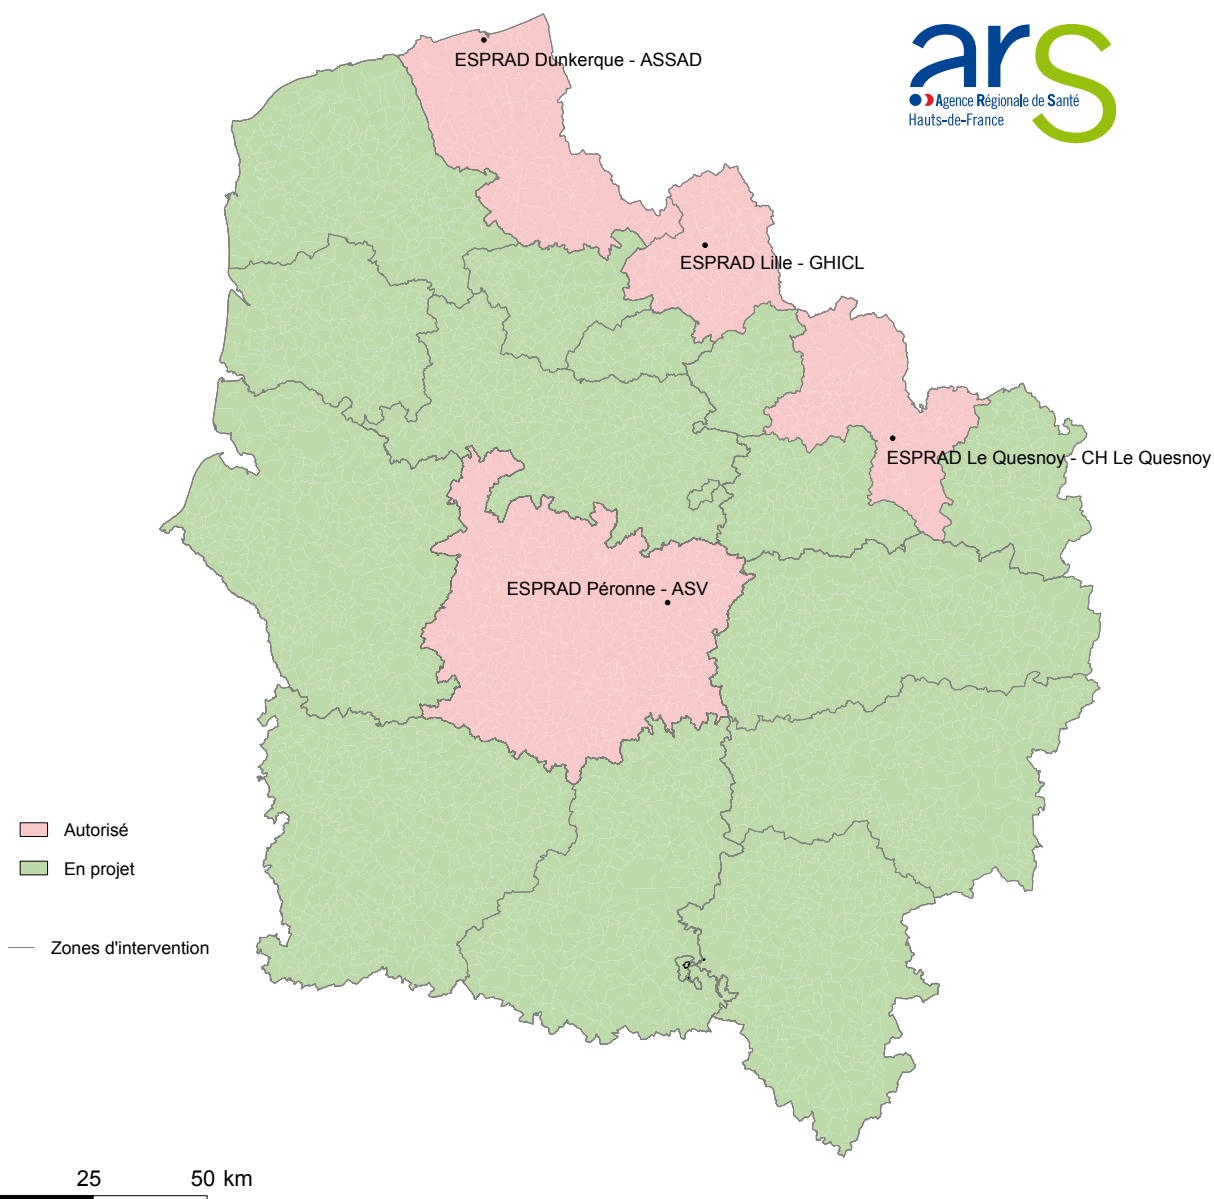 ESPRAD Dunkerque - ASSAD
ars
Agence Régionale de Santé
Hauts-de-France
ESPRAD Lille - GHICL
ESPRAD Le Quesnoy - CH Le Quesnoy
ESPRAD Péronne - ASV
Autorisé
En projet
Zones d'intervention
25 50 km